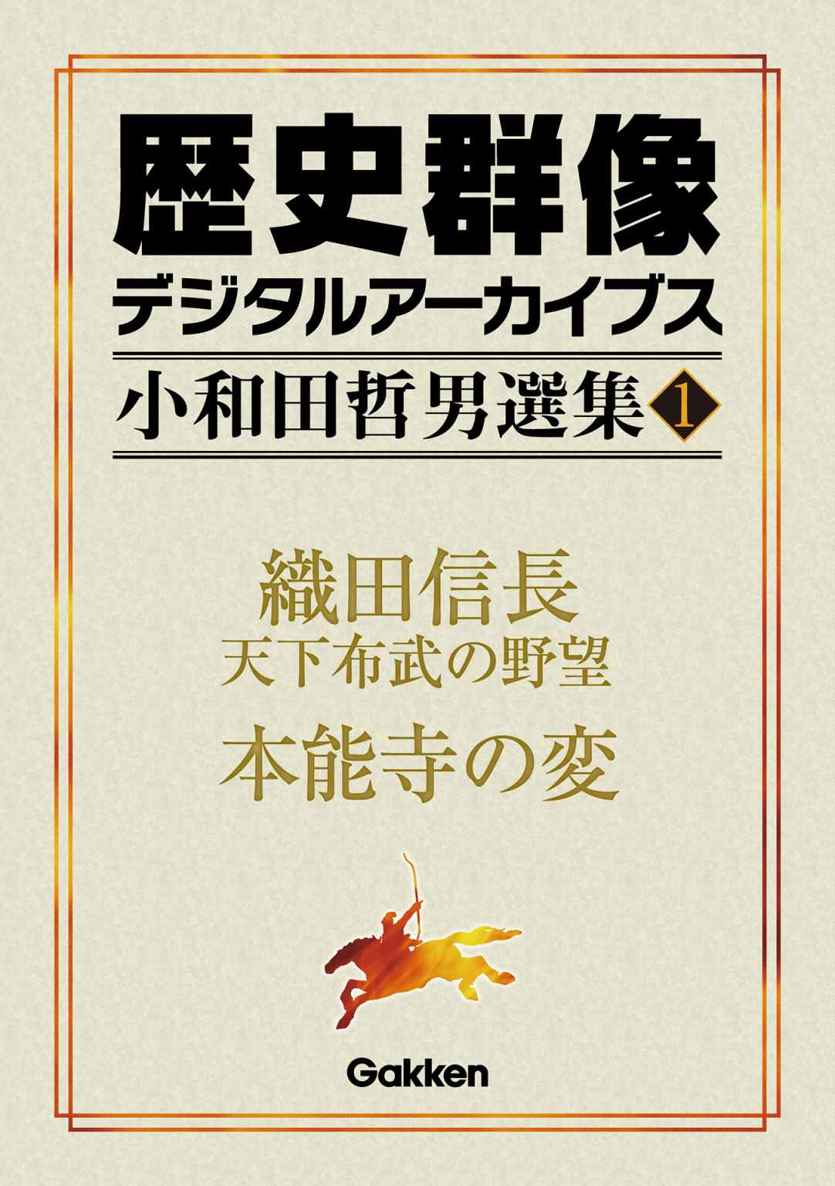 歴史群像
デジタルアーカイブス
小和田哲男選集1
織田信長
天下布武の野望
本能寺の変
Gakken